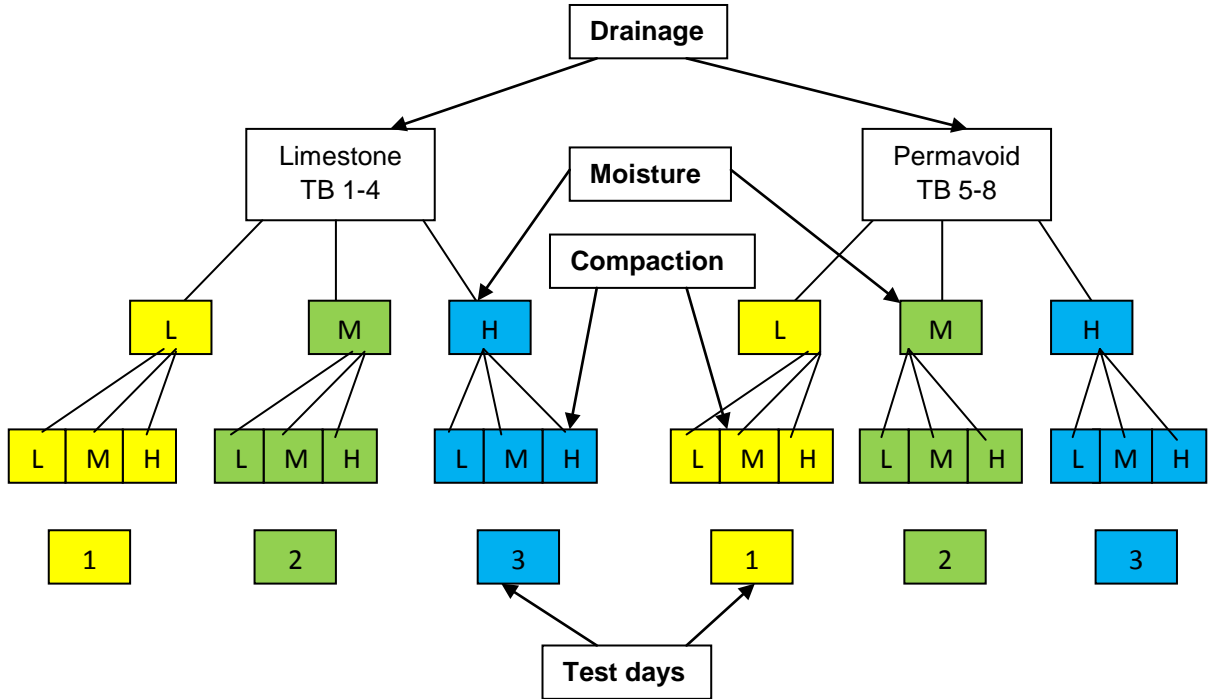 Drainage
Limestone
TB 1-4
Moisture
Permavoid
TB 5-8
Compaction
L
M
H
L
M
H
L M H
L M H
L M H
L M H
L M H
L M H
1
2
3
1
2
3
Test days